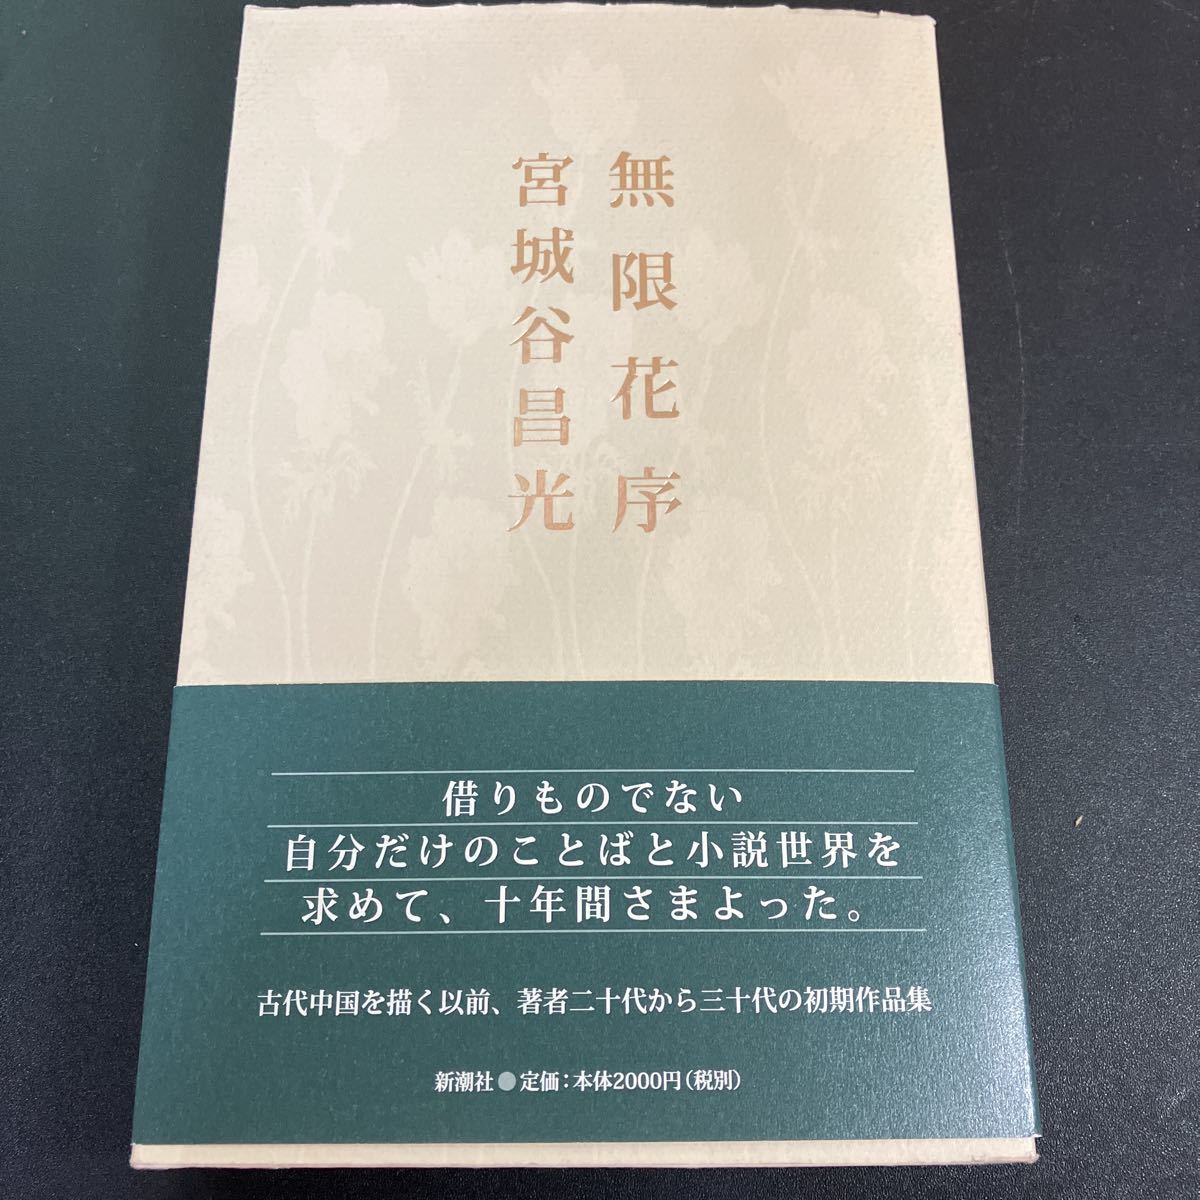 無限花序
宮城谷昌光
借りものでない
自分だけのことばと小説世界を
求めて、十年間さまよった。
古代中国を描く以前、著者二十代から三十代の初期作品集
新潮社●定価：本体2000円（税別）